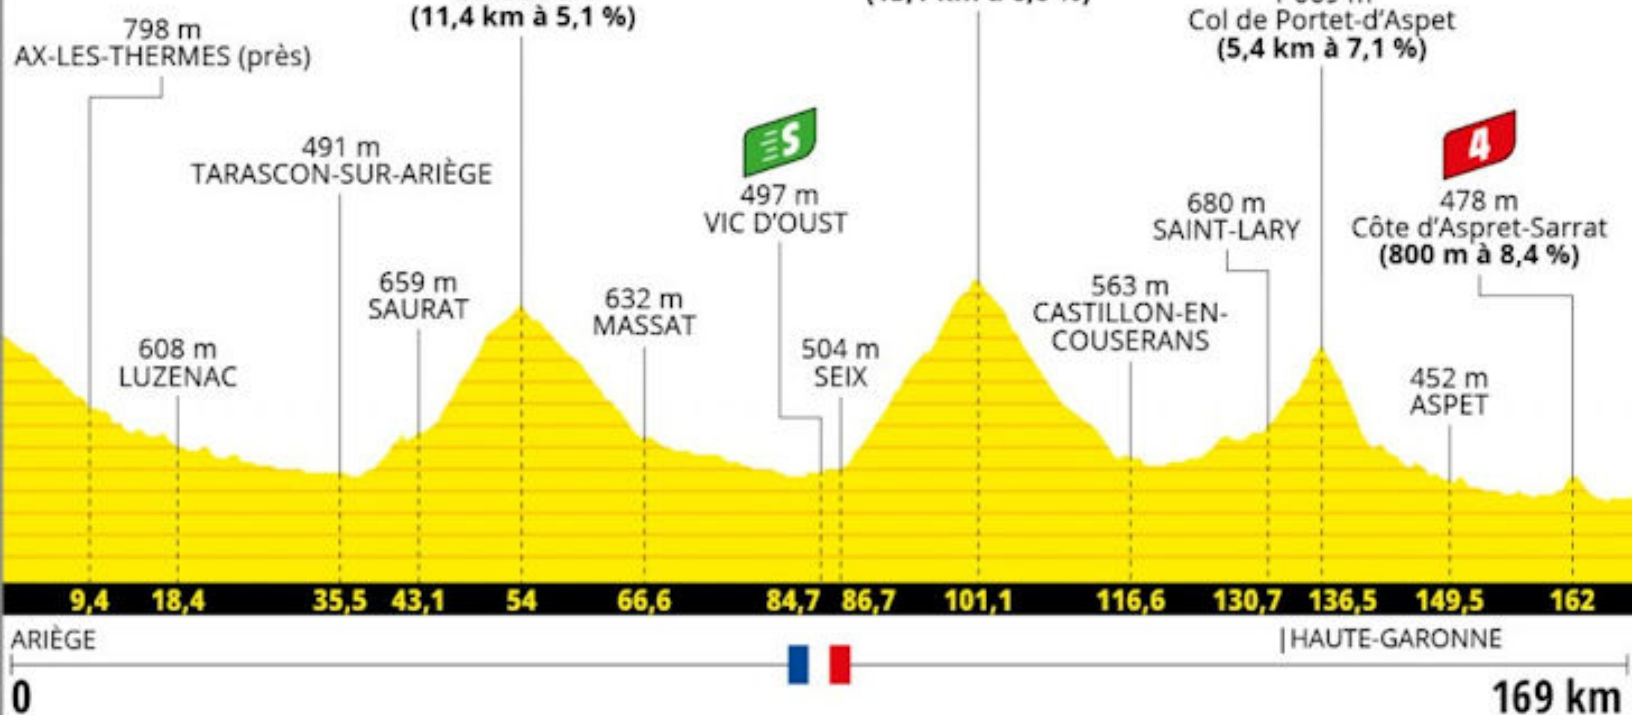 (11,4 km à 5,1 %)
798 m
AX-LES-THERMES (près)
Col de Portet-d’Aspet
(5,4 km à 7,1 %)
491 m
TARASCON-SUR-ARIÈGE
S
497 m
VIC D’OUST
4
478 m
Côte d’Aspret-Sarrat
(800 m à 8,4 %)
680 m
SAINT-LARY
659 m
SAURAT
632 m
MASSAT
563 m
CASTILLON-EN-
COUSERANS
608 m
LUZENAC
504 m
SEIX
452 m
ASPET
9,4 18,4 35,5 43,1 54 66,6 84,7 86,7 101,1 116,6 130,7 136,5 149,5 162
ARIÈGE |HAUTE-GARONNE
0 169 km